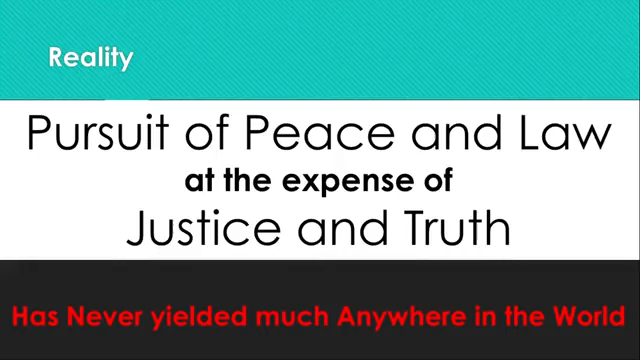 Reality
Pursuit of Peace and Law
at the expense of
Justice and Truth
Has Never yielded much Anywhere in the World